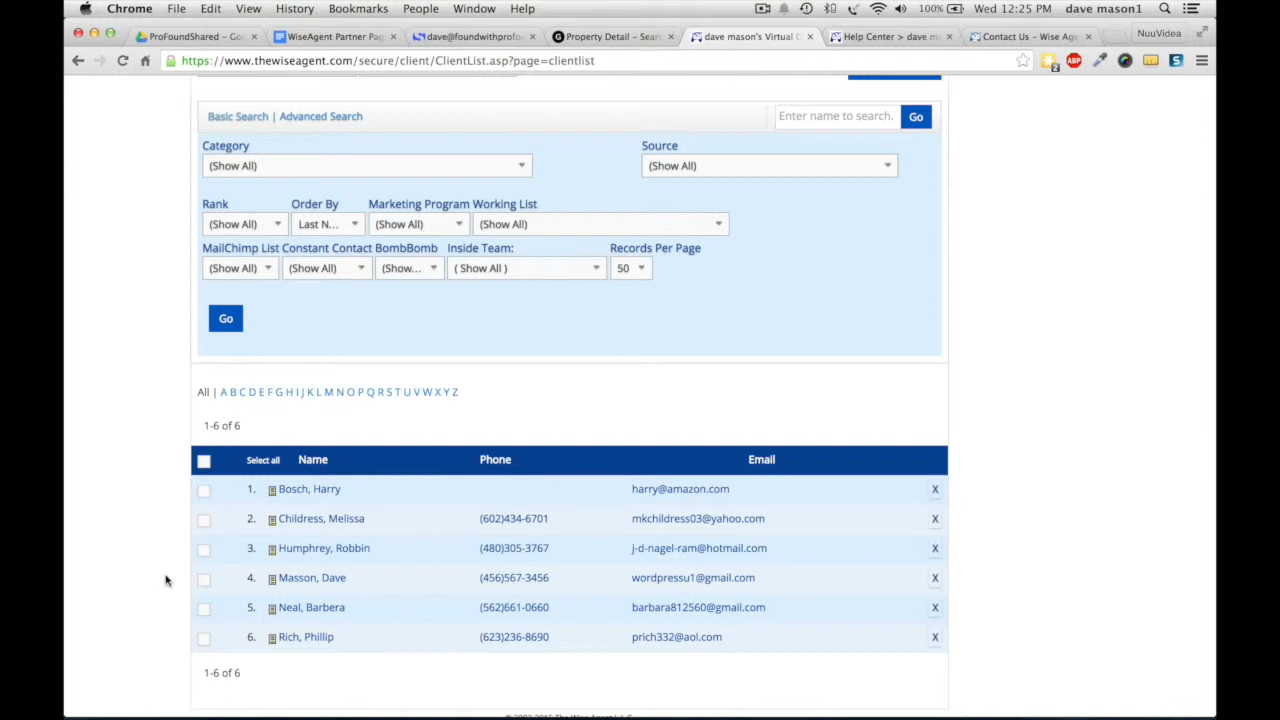 Chrome File Edit View History Bookmarks People Window Help 100% Wed 12:25 PM dave mason1
ProFoundShared – Go WiseAgent Partner Pag dave@foundwithprofou Property Detail – Sear dave mason's Virtual O Help Center > dave m Contact Us – Wise Age NuuVidea
https://www.thewiseagent.com/secure/client/ClientList.asp?page=clientlist 2 ABP S
Basic Search | Advanced Search Enter name to search. Go
Category Source
(Show All) (Show All)
Rank Order By Marketing Program Working List
(Show All) Last N... (Show All) (Show All)
MailChimp List Constant Contact BombBomb Inside Team: Records Per Page
(Show All) (Show All) (Show... ( Show All ) 50
Go
All | A B C D E F G H I J K L M N O P Q R S T U V W X Y Z
1-6 of 6
Select all Name Phone Email
1. Bosch, Harry harry@amazon.com X
2. Childress, Melissa (602)434-6701 mkchildress03@yahoo.com X
3. Humphrey, Robbin (480)305-3767 j-d-nagel-ram@hotmail.com X
4. Masson, Dave (456)567-3456 wordpressu1@gmail.com X
5. Neal, Barbera (562)661-0660 barbara812560@gmail.com X
6. Rich, Phillip (623)236-8690 prich332@aol.com X
1-6 of 6